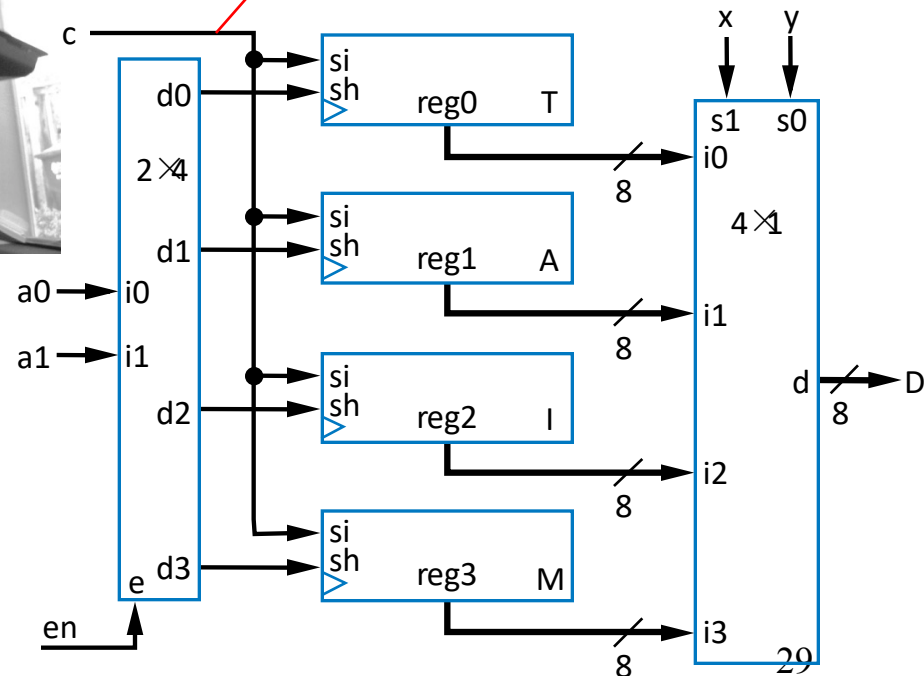 c
x y
si
sh
reg0 T
d0
s1 s0
i0
8
2×4
4×1
si
sh
reg1 A
d1
a0 i0
i1
8
a1 i1
si
sh
reg2 I
d2
d 8 D
i2
8
si
sh
reg3 M
d3
e
en
i3
8
29